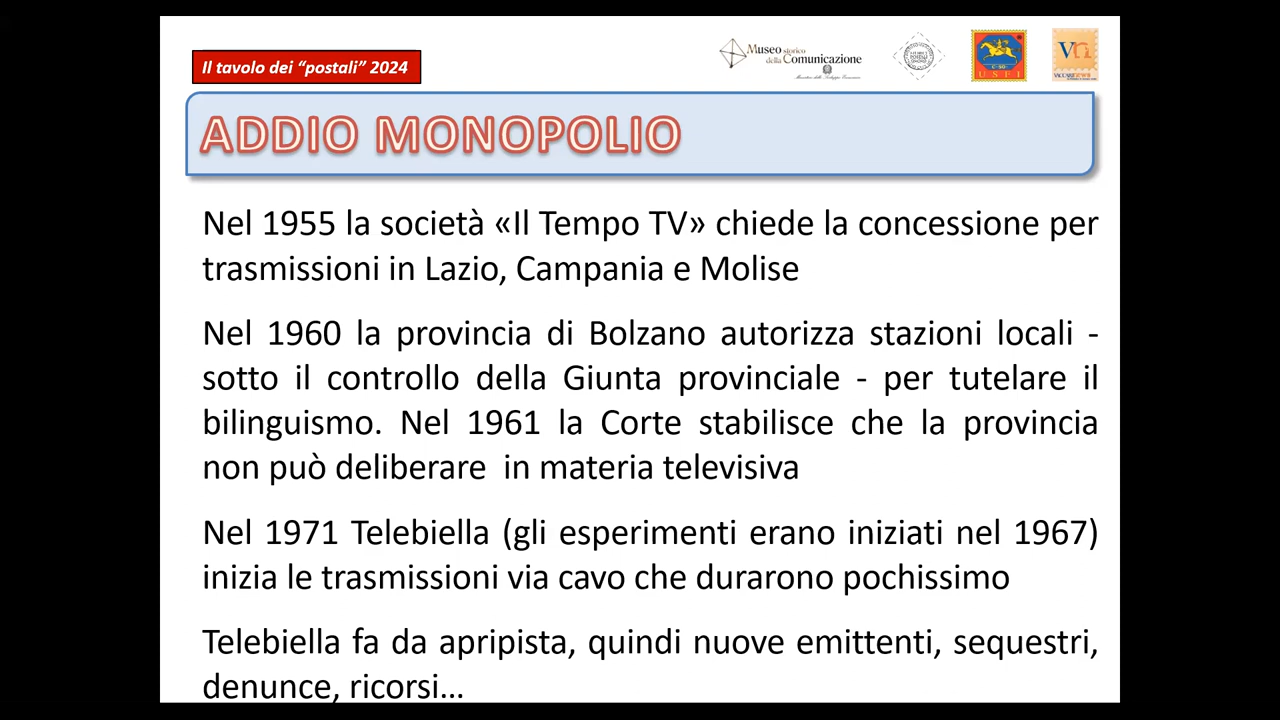 Il tavolo dei “postali” 2024
Museo storico
della Comunicazione
USFI
Vn
VACCARI NEWS
ADDIO MONOPOLIO
Nel 1955 la società «Il Tempo TV» chiede la concessione per
trasmissioni in Lazio, Campania e Molise
Nel 1960 la provincia di Bolzano autorizza stazioni locali -
sotto il controllo della Giunta provinciale - per tutelare il
bilinguismo. Nel 1961 la Corte stabilisce che la provincia
non può deliberare  in materia televisiva
Nel 1971 Telebiella (gli esperimenti erano iniziati nel 1967)
inizia le trasmissioni via cavo che durarono pochissimo
Telebiella fa da apripista, quindi nuove emittenti, sequestri,
denunce, ricorsi…